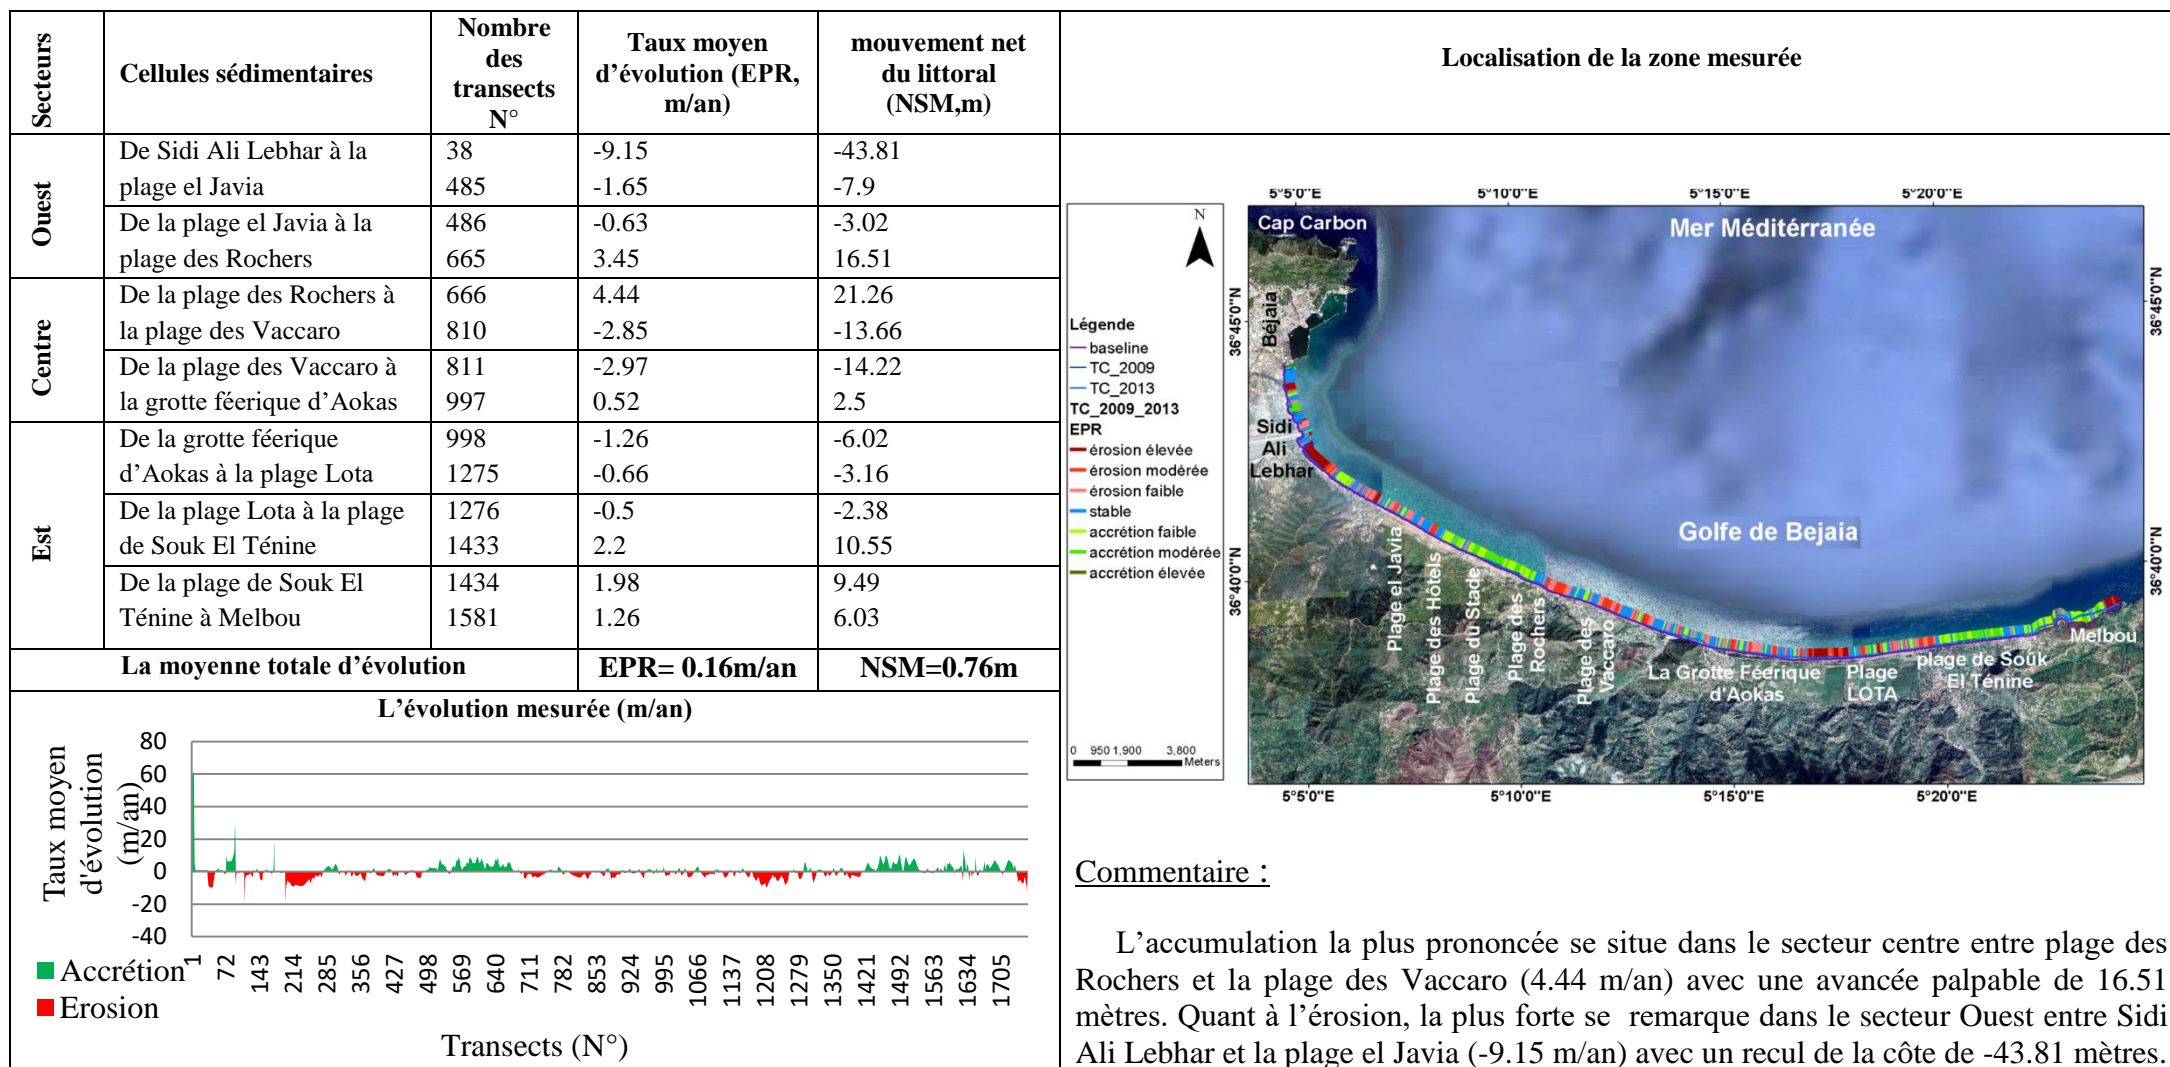 Secteurs
Cellules sédimentaires
Nombre
des
transects
N°
Taux moyen
d'évolution (EPR,
m/an)
mouvement net
du littoral
(NSM,m)
Localisation de la zone mesurée
Ouest
De Sidi Ali Lebhar à la 38 -9.15 -43.81
plage el Javia 485 -1.65 -7.9
De la plage el Javia à la 486 -0.63 -3.02
plage des Rochers 665 3.45 16.51
Centre
De la plage des Rochers à 666 4.44 21.26
la plage des Vaccaro 810 -2.85 -13.66
De la plage des Vaccaro à 811 -2.97 -14.22
la grotte féerique d'Aokas 997 0.52 2.5
Est
De la grotte féerique 998 -1.26 -6.02
d'Aokas à la plage Lota 1275 -0.66 -3.16
De la plage Lota à la plage 1276 -0.5 -2.38
de Souk El Ténine 1433 2.2 10.55
De la plage de Souk El 1434 1.98 9.49
Ténine à Melbou 1581 1.26 6.03
La moyenne totale d'évolution EPR= 0.16m/an NSM=0.76m
L'évolution mesurée (m/an)
Taux moyen
d'évolution
(m/an)
80
60
40
20
0
-20
-40
1 72 143 214 285 356 427 498 569 640 711 782 853 924 995 1066 1137 1208 1279 1350 1421 1492 1563 1634 1705
Accrétion
Erosion
Transects (N°)
N
Légende
baseline
TC_2009
TC_2013
TC_2009_2013
EPR
érosion élevée
érosion modérée
érosion faible
stable
accrétion faible
accrétion modérée
accrétion élevée
0 950 1,900 3,800
Meters
5°5'0"E 5°10'0"E 5°15'0"E 5°20'0"E
36°45'0"N
36°40'0"N
36°45'0"N
36°40'0"N
Cap Carbon
Mer Méditérranée
Bejaia
Sidi
Ali
Lebhar
Golfe de Bejaia
Plage el Javia
Plage des Hôtels
Plage du Stade
Plage des
Rochers
Plage des
Vaccaro
La Grotte Féerique
d'Aokas
Plage
LOTA
plage de Soûk
El Ténine
Melbou
5°5'0"E 5°10'0"E 5°15'0"E 5°20'0"E
Commentaire :
L'accumulation la plus prononcée se situe dans le secteur centre entre plage des
Rochers et la plage des Vaccaro (4.44 m/an) avec une avancée palpable de 16.51
mètres. Quant à l'érosion, la plus forte se remarque dans le secteur Ouest entre Sidi
Ali Lebhar et la plage el Javia (-9.15 m/an) avec un recul de la côte de -43.81 mètres.